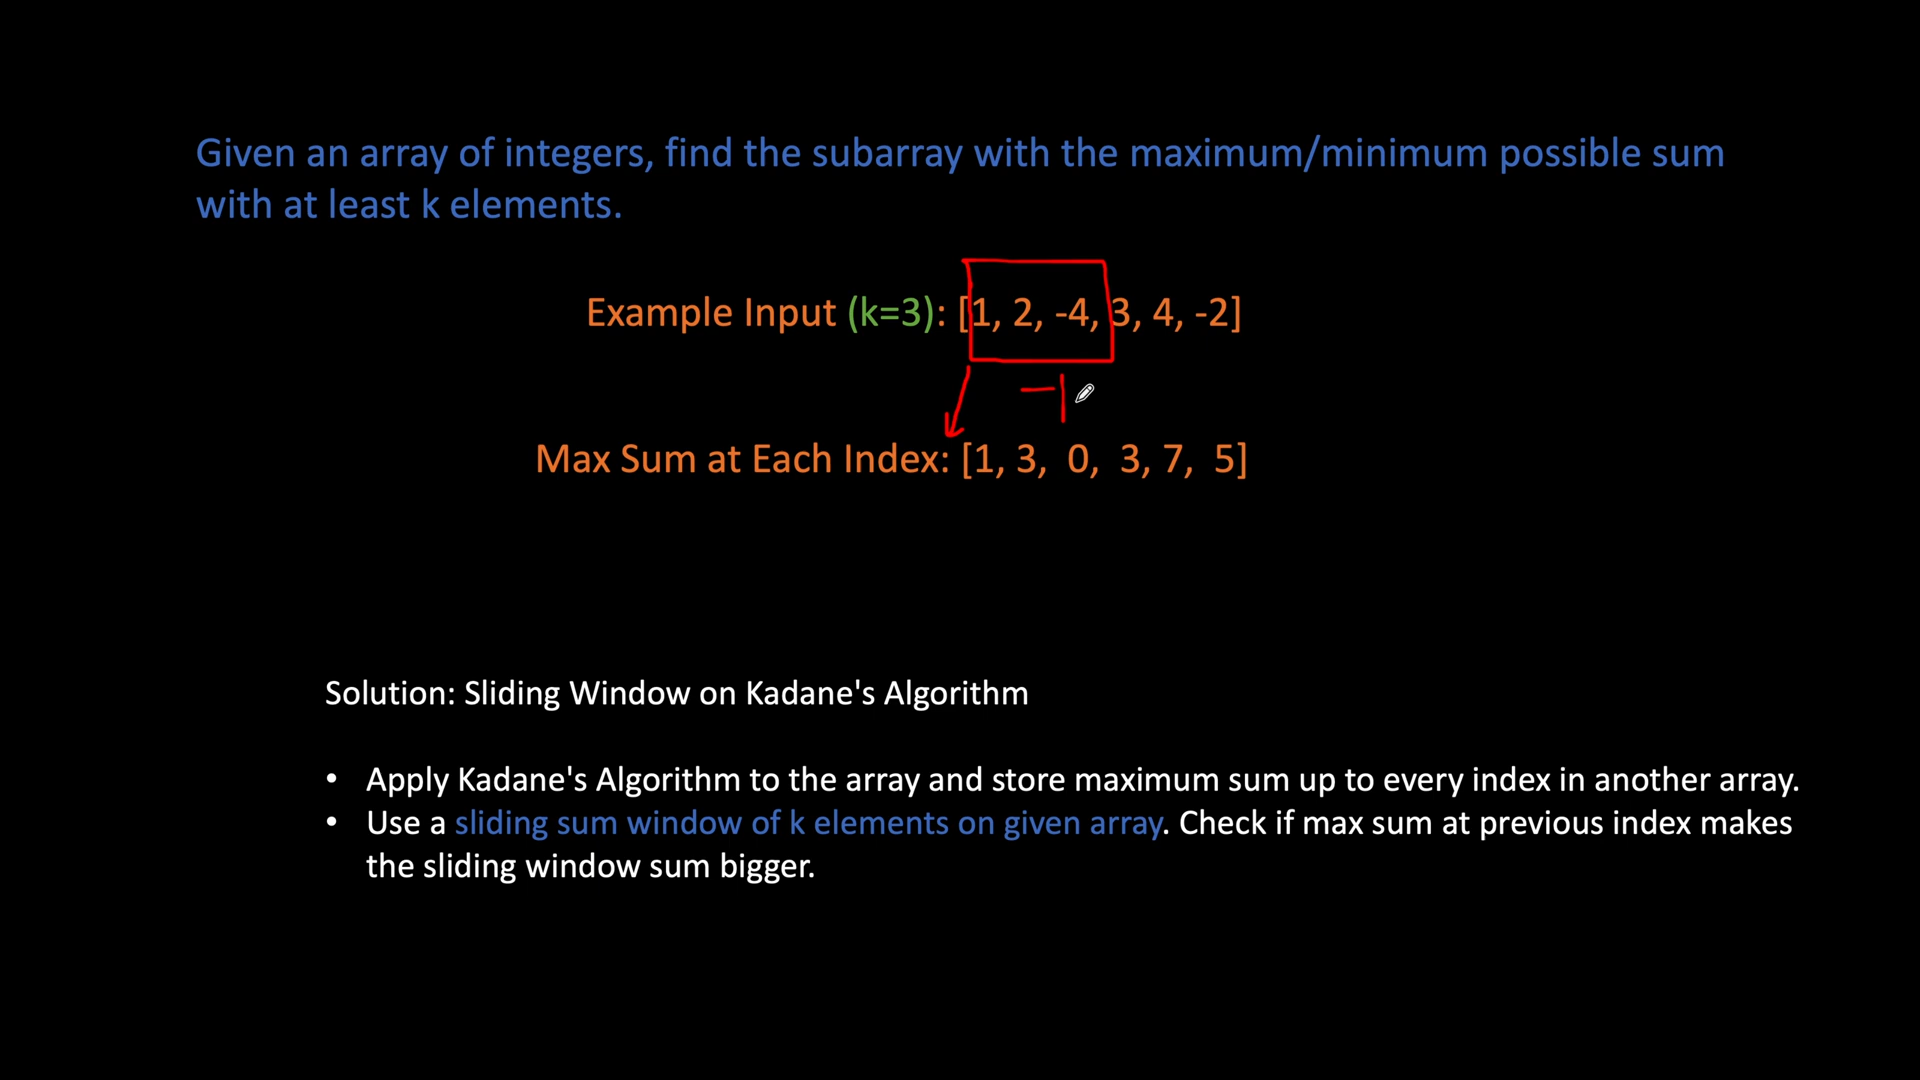 Given an array of integers, find the subarray with the maximum/minimum possible sum
with at least k elements.
Example Input (k=3): [1, 2, -4, 3, 4, -2]
-1
Max Sum at Each Index: [1, 3, 0, 3, 7, 5]
Solution: Sliding Window on Kadane's Algorithm
• Apply Kadane's Algorithm to the array and store maximum sum up to every index in another array.
• Use a sliding sum window of k elements on given array. Check if max sum at previous index makes
the sliding window sum bigger.